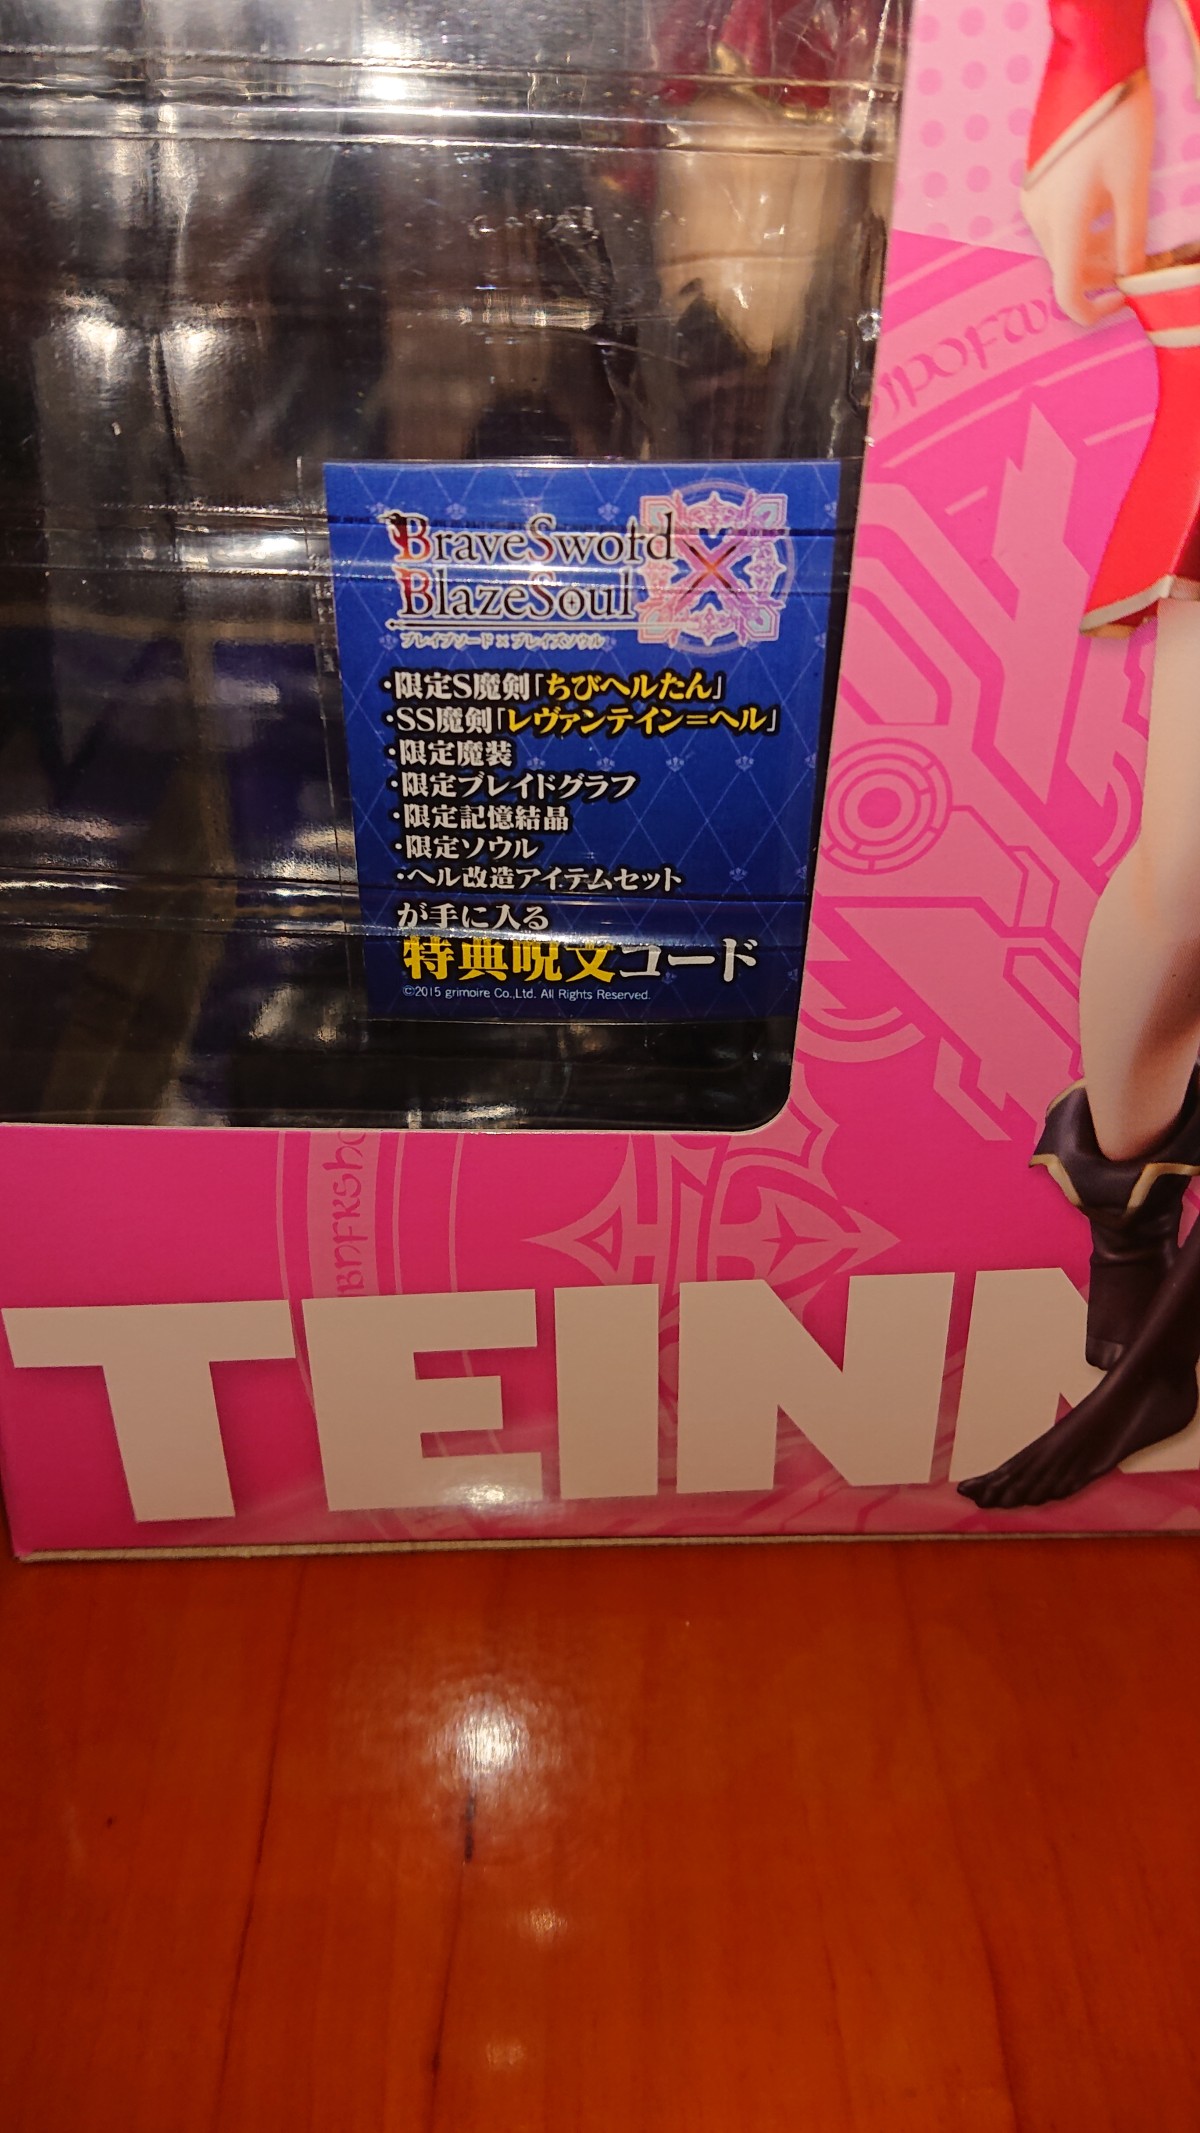 BraveSword
BlazeSoul
ブレイブソード×ブレイズソウル
・限定S魔剣「ちびヘルたん」
・SS魔剣「レヴァンテイン=ヘル」
・限定魔装
・限定ブレイドグラフ
・限定記憶結晶
・限定ソウル
・ヘル改造アイテムセット
が手に入る
特典呪文コード
©2015 grimoire Co.,Ltd. All Rights Reserved.
TEIN